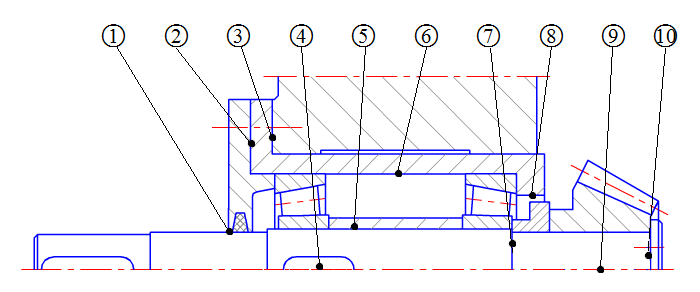 ① ② ③ ④ ⑤ ⑥ ⑦ ⑧ ⑨ ⑩